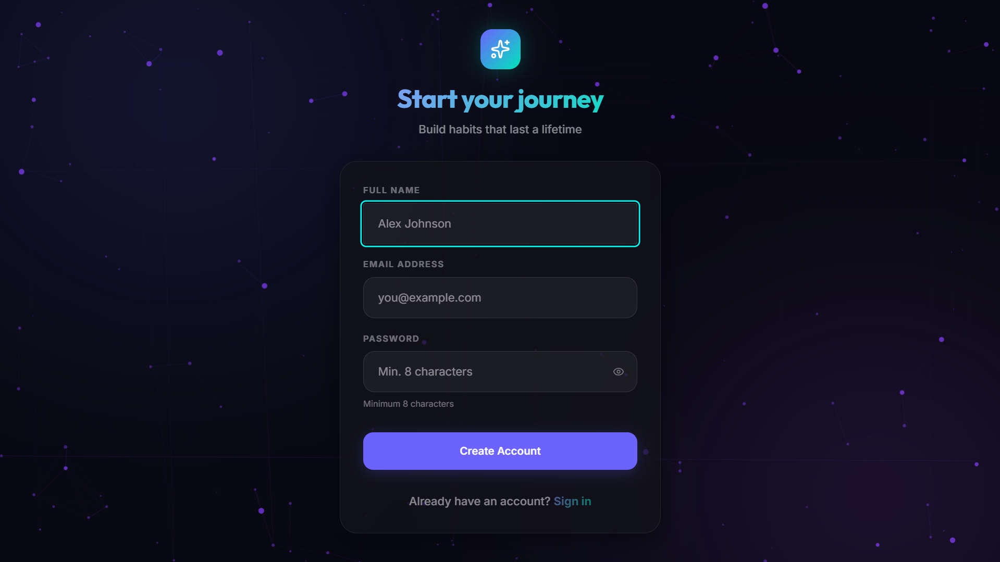 Start your journey
Build habits that last a lifetime
FULL NAME
Alex Johnson
EMAIL ADDRESS
you@example.com
PASSWORD
Min. 8 characters
Minimum 8 characters
Create Account
Already have an account? Sign in